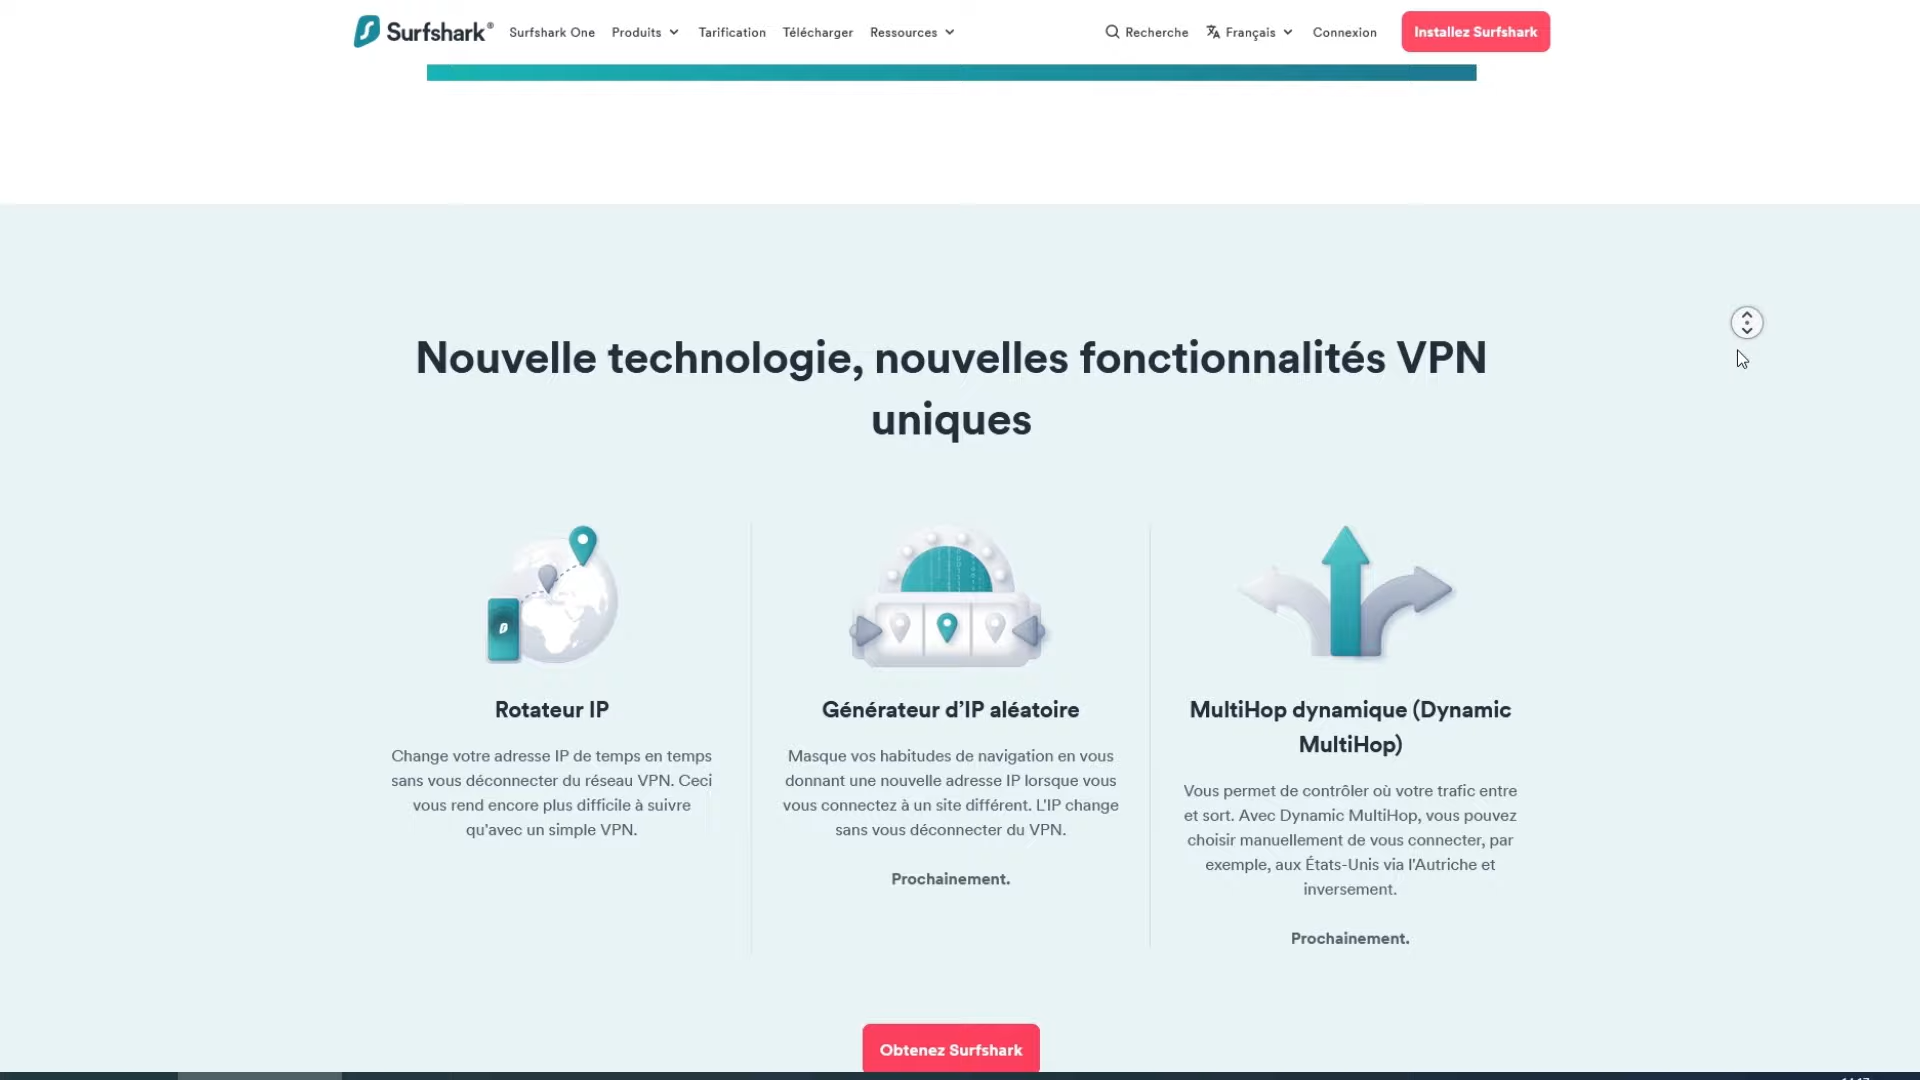 Surfshark®
Surfshark One
Produits
Tarification
Télécharger
Ressources
Recherche
Français
Connexion
Installez Surfshark
Nouvelle technologie, nouvelles fonctionnalités VPN
uniques
Rotateur IP
Change votre adresse IP de temps en temps
sans vous déconnecter du réseau VPN. Ceci
vous rend encore plus difficile à suivre
qu'avec un simple VPN.
Générateur d’IP aléatoire
Masque vos habitudes de navigation en vous
donnant une nouvelle adresse IP lorsque vous
vous connectez à un site différent. L'IP change
sans vous déconnecter du VPN.
Prochainement.
MultiHop dynamique (Dynamic
MultiHop)
Vous permet de contrôler où votre trafic entre
et sort. Avec Dynamic MultiHop, vous pouvez
choisir manuellement de vous connecter, par
exemple, aux États-Unis via l'Autriche et
inversement.
Prochainement.
Obtenez Surfshark